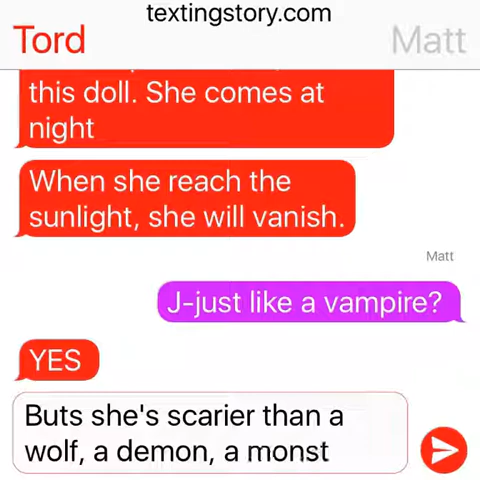 textingstory.com
Tord
Matt
this doll. She comes at
night
When she reach the
sunlight, she will vanish.
Matt
J-just like a vampire?
YES
Buts she's scarier than a
wolf, a demon, a monst